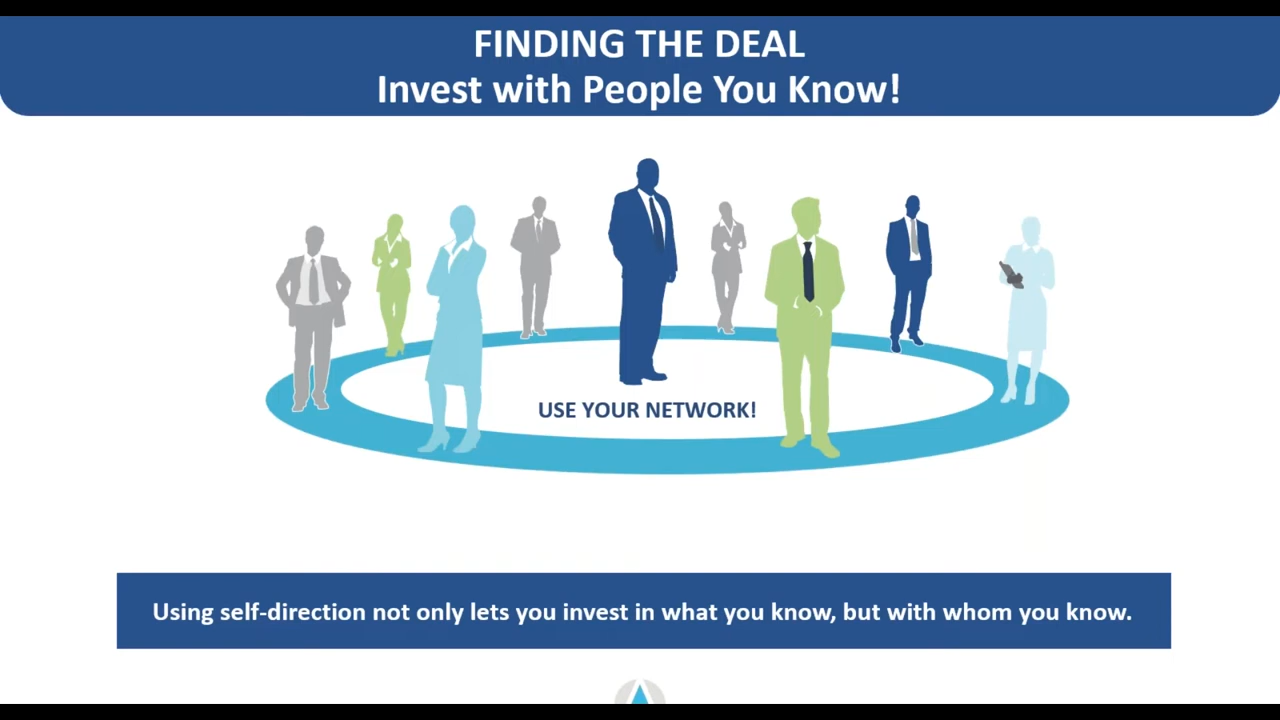 FINDING THE DEAL
Invest with People You Know!
USE YOUR NETWORK!
Using self-direction not only lets you invest in what you know, but with whom you know.